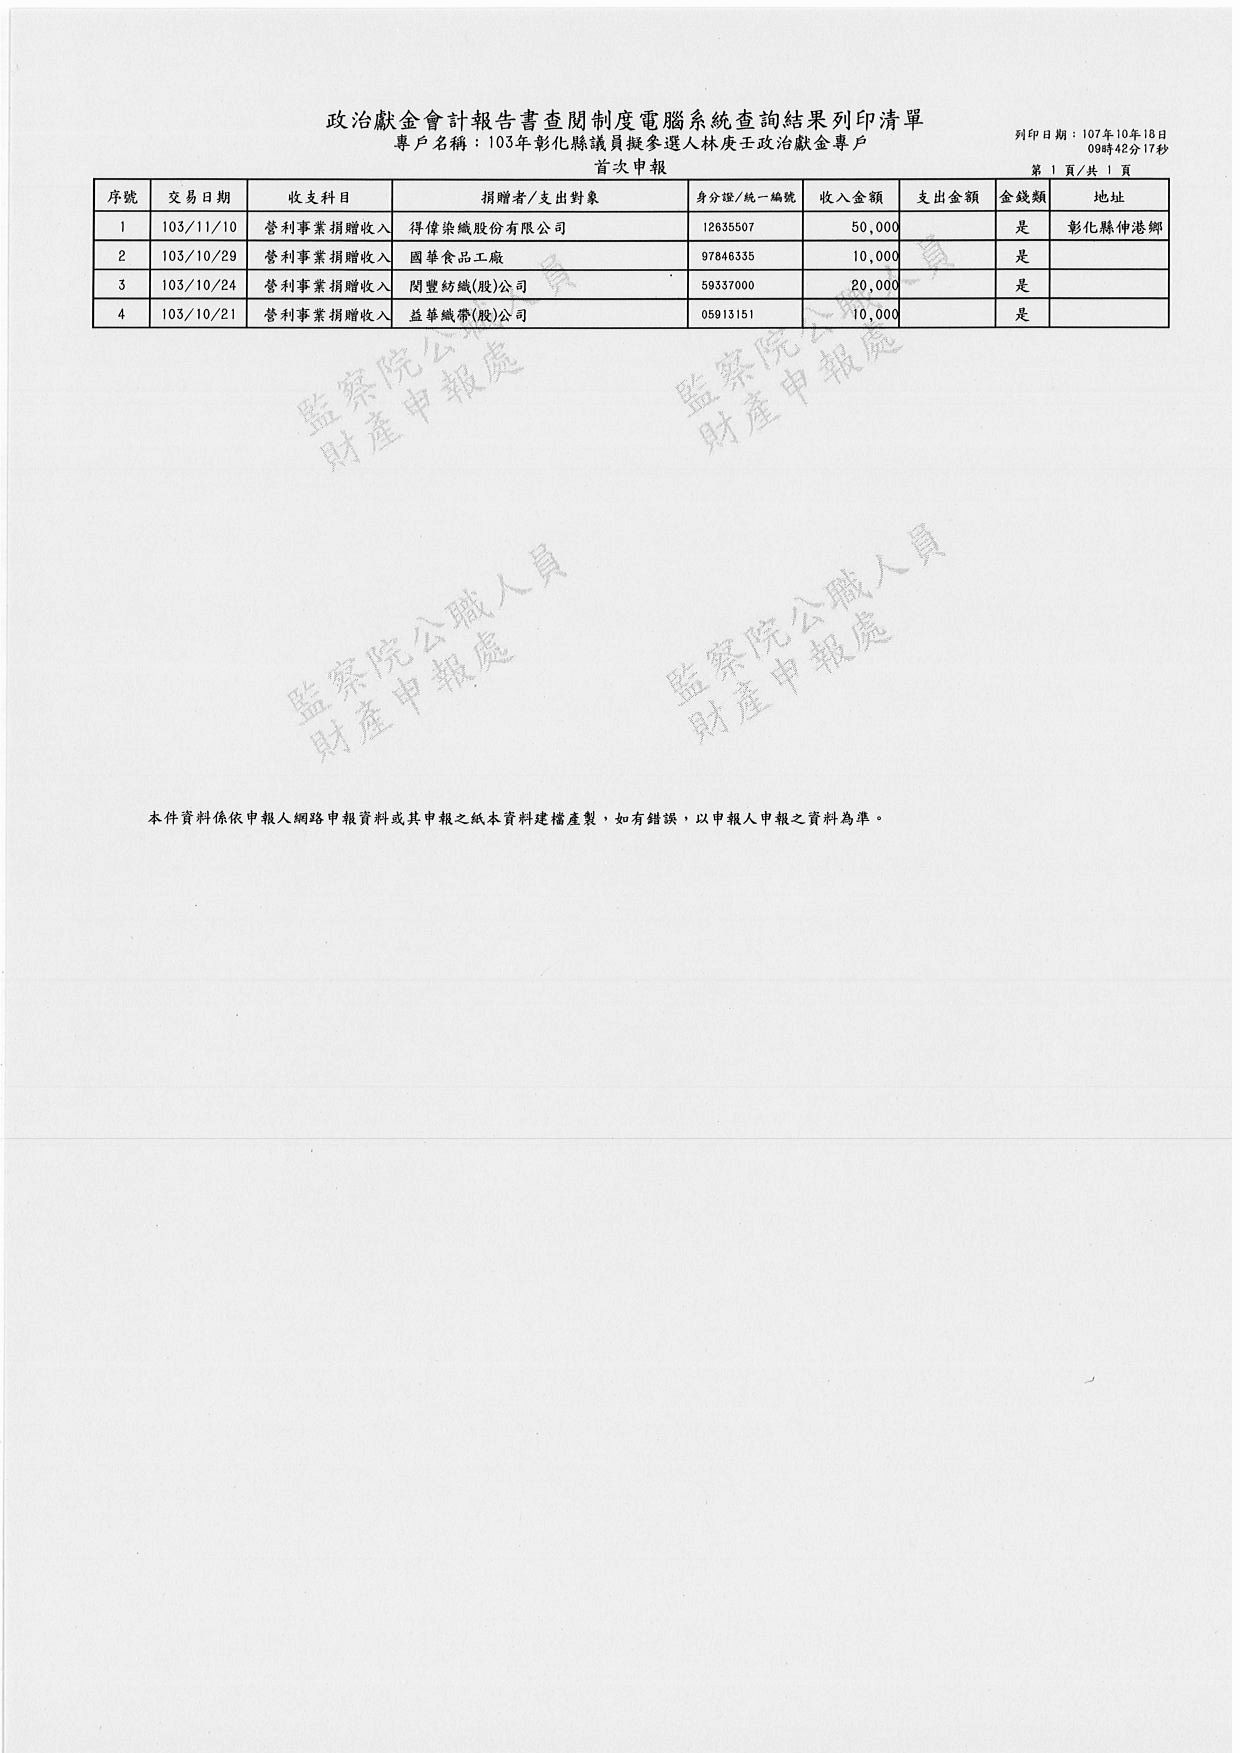 政治獻金會計報告書查閱制度電腦系統查詢結果列印清單
專戶名稱：103年彰化縣議員擬參選人林庚壬政治獻金專戶
首次申報
列印日期：107年10年18日
09時42分17秒
第 1 頁/共 1 頁
序號 交易日期 收支科目 捐贈者/支出對象 身分證/統一編號 收入金額 支出金額 金錢類 地址
1 103/11/10 營利事業捐贈收入 得偉染織股份有限公司 12635507 50,000 是 彰化縣伸港鄉
2 103/10/29 營利事業捐贈收入 國華食品工廠 97846335 10,000 是
3 103/10/24 營利事業捐贈收入 閔豐紡織(股)公司 59337000 20,000 是
4 103/10/21 營利事業捐贈收入 益華織帶(股)公司 05913151 10,000 是
監察院公職人員
財產申報處
監察院公職人員
財產申報處
監察院公職人員
財產申報處
監察院公職人員
財產申報處
本件資料係依申報人網路申報資料或其申報之紙本資料建檔產製，如有錯誤，以申報人申報之資料為準。